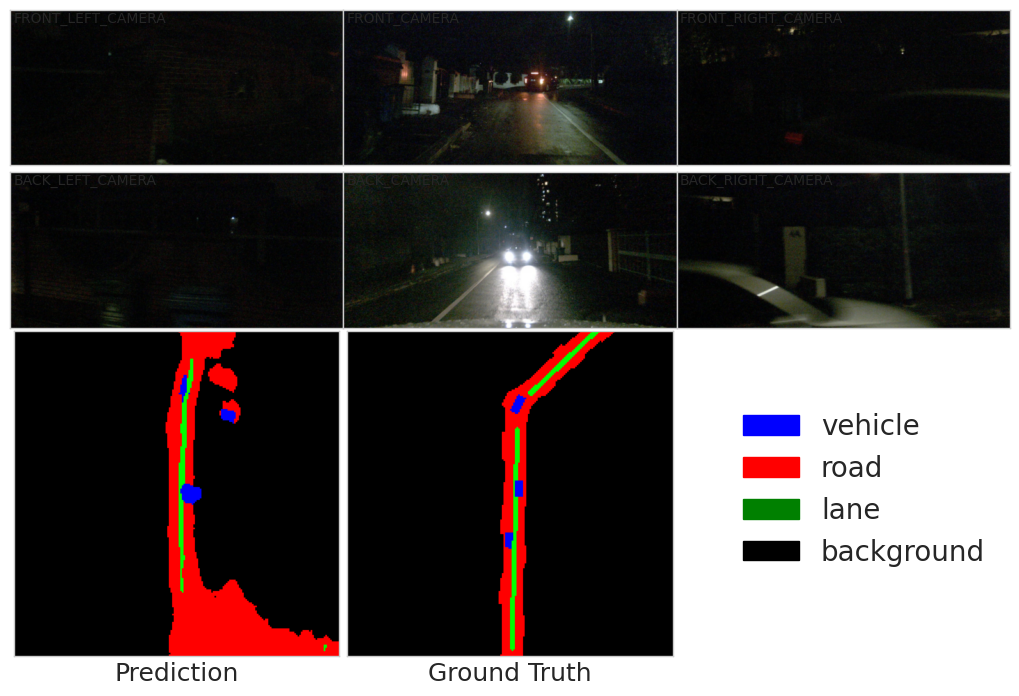 FRONT_LEFT_CAMERA
FRONT_CAMERA
FRONT_RIGHT_CAMERA
BACK_LEFT_CAMERA
BACK_CAMERA
BACK_RIGHT_CAMERA
vehicle
road
lane
background
Prediction
Ground Truth